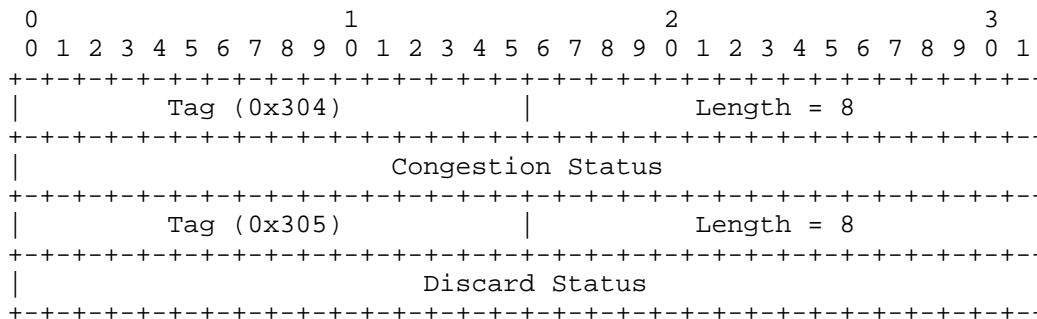 0                   1                   2                   3
 0 1 2 3 4 5 6 7 8 9 0 1 2 3 4 5 6 7 8 9 0 1 2 3 4 5 6 7 8 9 0 1
+-+-+-+-+-+-+-+-+-+-+-+-+-+-+-+-+-+-+-+-+-+-+-+-+-+-+-+-+-+-+-+--
|         Tag (0x304)           |          Length = 8
+-+-+-+-+-+-+-+-+-+-+-+-+-+-+-+-+-+-+-+-+-+-+-+-+-+-+-+-+-+-+-+--
|                       Congestion Status
+-+-+-+-+-+-+-+-+-+-+-+-+-+-+-+-+-+-+-+-+-+-+-+-+-+-+-+-+-+-+-+--
|         Tag (0x305)           |          Length = 8
+-+-+-+-+-+-+-+-+-+-+-+-+-+-+-+-+-+-+-+-+-+-+-+-+-+-+-+-+-+-+-+--
|                         Discard Status
+-+-+-+-+-+-+-+-+-+-+-+-+-+-+-+-+-+-+-+-+-+-+-+-+-+-+-+-+-+-+-+--